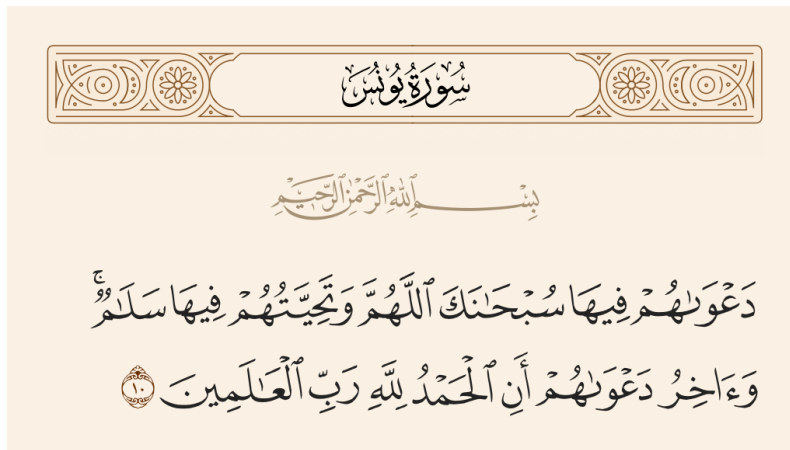 سُورَةُ يُونُسَ
بِسْمِ ٱللَّهِ ٱلرَّحْمَٰنِ ٱلرَّحِيمِ
دَعْوَىٰهُمْ فِيهَا سُبْحَٰنَكَ ٱللَّهُمَّ وَتَحِيَّتُهُمْ فِيهَا سَلَٰمٌۚ
وَءَاخِرُ دَعْوَىٰهُمْ أَنِ ٱلْحَمْدُ لِلَّهِ رَبِّ ٱلْعَٰلَمِينَ ١٠